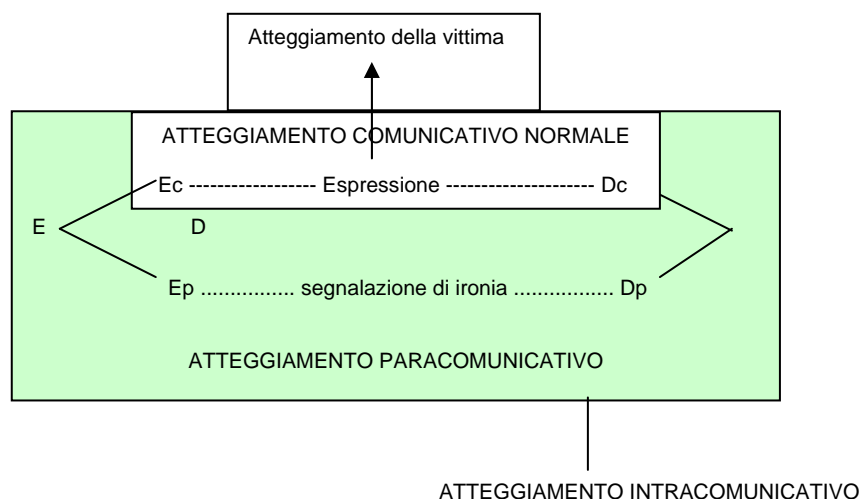 Atteggiamento della vittima
ATTEGGIAMENTO COMUNICATIVO NORMALE
Ec ------------------ Espressione --------------------- Dc
E D
Ep ................ segnalazione di ironia ................. Dp
ATTEGGIAMENTO PARACOMUNICATIVO
ATTEGGIAMENTO INTRACOMUNICATIVO